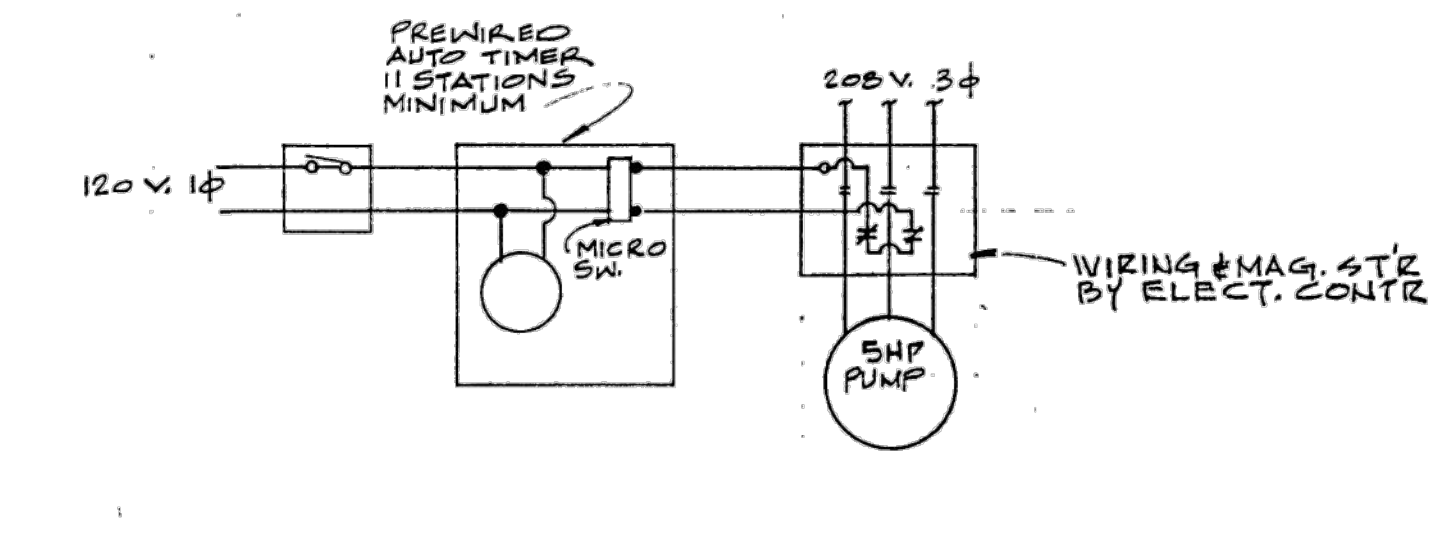 PREWIRED
AUTO TIMER
11 STATIONS
MINIMUM
208 V. 3ϕ
120 V. 1ϕ
MICRO
SW.
WIRING & MAG. ST'R
BY ELECT. CONTR
5HP
PUMP